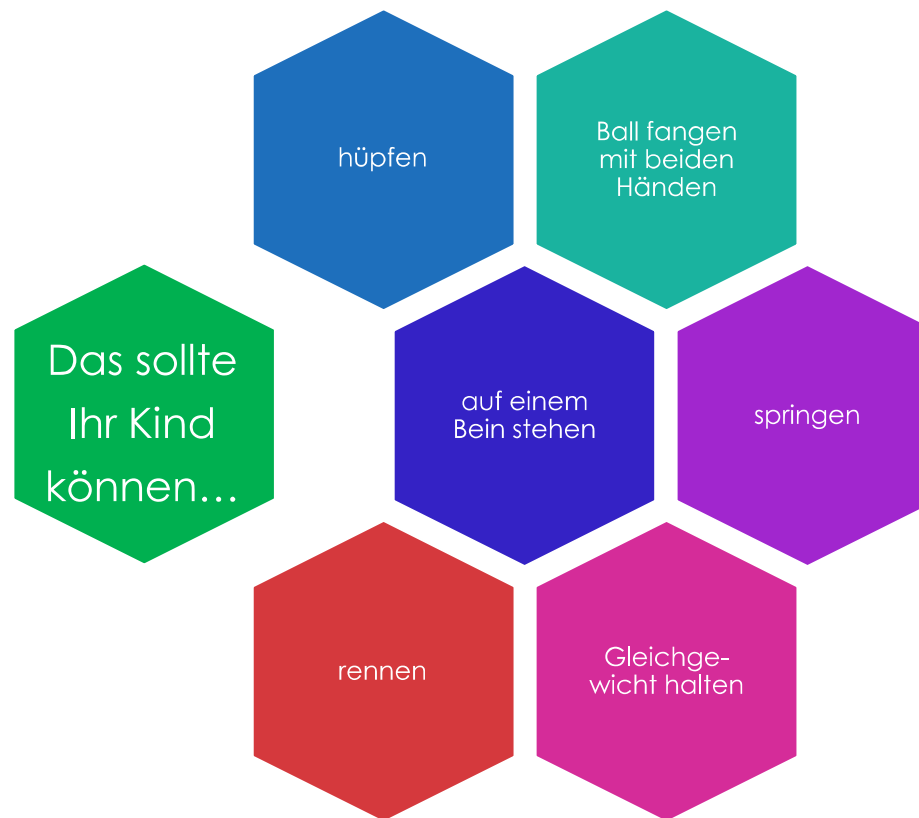 hüpfen
Ball fangen
mit beiden
Händen
Das sollte
Ihr Kind
können...
auf einem
Bein stehen
springen
rennen
Gleichge-
wicht halten